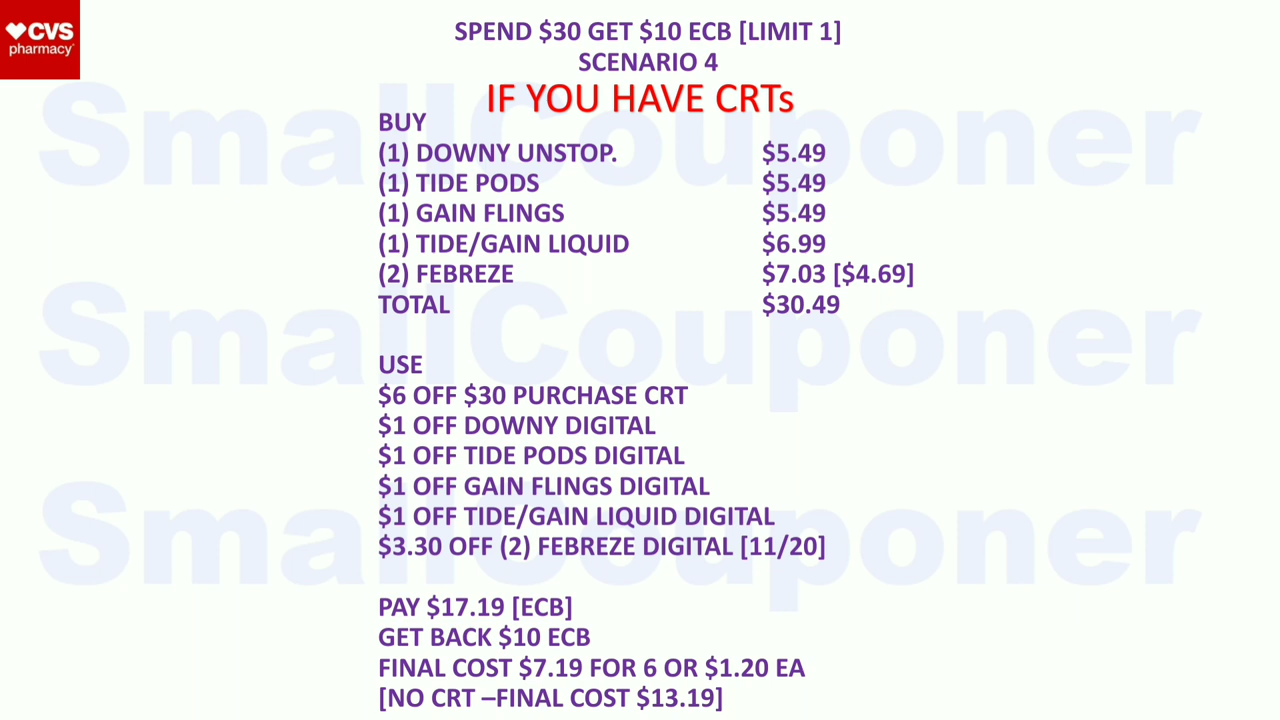 CVS
pharmacy
SPEND $30 GET $10 ECB [LIMIT 1]
SCENARIO 4
IF YOU HAVE CRTs
BUY
(1) DOWNY UNSTOP. $5.49
(1) TIDE PODS $5.49
(1) GAIN FLINGS $5.49
(1) TIDE/GAIN LIQUID $6.99
(2) FEBREZE $7.03 [$4.69]
TOTAL $30.49
USE
$6 OFF $30 PURCHASE CRT
$1 OFF DOWNY DIGITAL
$1 OFF TIDE PODS DIGITAL
$1 OFF GAIN FLINGS DIGITAL
$1 OFF TIDE/GAIN LIQUID DIGITAL
$3.30 OFF (2) FEBREZE DIGITAL [11/20]
PAY $17.19 [ECB]
GET BACK $10 ECB
FINAL COST $7.19 FOR 6 OR $1.20 EA
[NO CRT –FINAL COST $13.19]
SmallCouponer
SmallCouponer
SmallCouponer